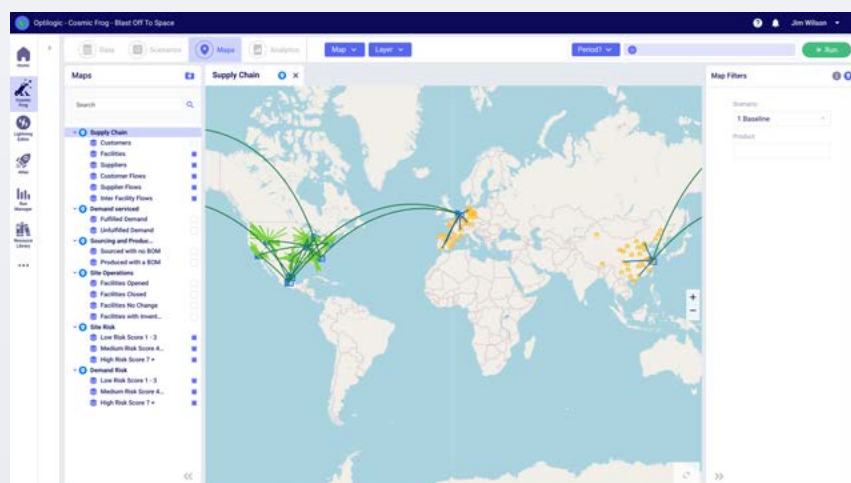 Optilogic - Cosmic Frog - Blast Off To Space
Jim Wilson
Home
Cosmic Frog
Lightning Editor
Atlas
Run Manager
Resource Library
Data
Scenarios
Maps
Analytics
Map
Layer
Period1
Run
Maps
Search
Supply Chain
Customers
Facilities
Suppliers
Customer Flows
Supplier Flows
Inter Facility Flows
Demand serviced
Fulfilled Demand
Unfulfilled Demand
Sourcing and Produc...
Sourced with no BOM
Produced with a BOM
Site Operations
Facilities Opened
Facilities Closed
Facilities No Change
Facilities with Invent...
Site Risk
Low Risk Score 1 - 3
Medium Risk Score 4...
High Risk Score 7 +
Demand Risk
Low Risk Score 1 - 3
Medium Risk Score 4...
High Risk Score 7 +
Supply Chain
Map Filters
Scenario
1 Baseline
Product